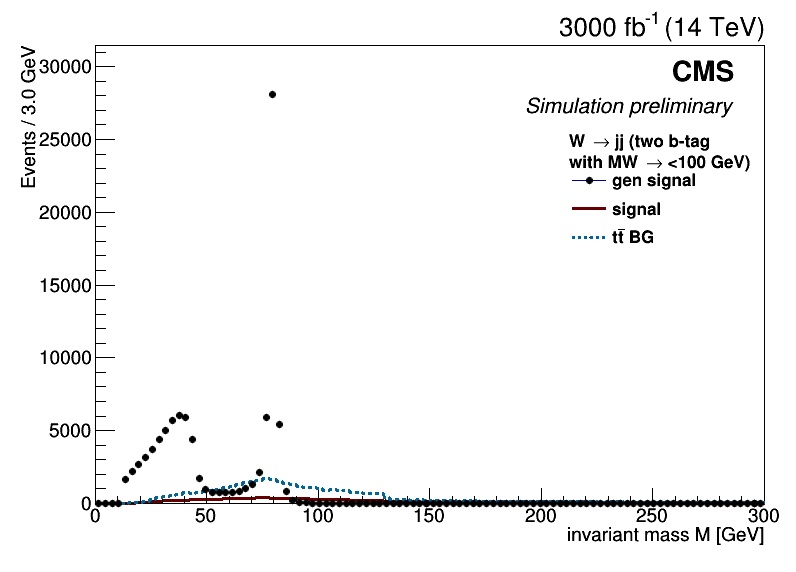 3000 fb⁻¹ (14 TeV)
Events / 3.0 GeV
CMS
Simulation preliminary
W → jj (two b-tag
with MW → <100 GeV)
gen signal
signal
tt̄ BG
30000
25000
20000
15000
10000
5000
0
0 50 100 150 200 250 300
invariant mass M [GeV]